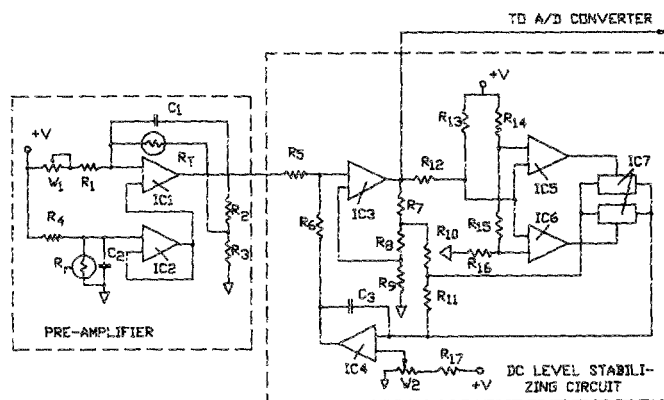 TO A/D CONVERTER
+V
R13
R14
C1
+V
RT
R5
R12
IC7
W1
R1
IC1
IC3
IC5
R7
R2
R4
R6
R10
R15
IC6
R8
R3
Rr
C2
IC2
R16
R9
R11
C3
PRE-AMPLIFIER
IC4
R17
W2
+V
DC LEVEL STABILI-
ZING CIRCUIT